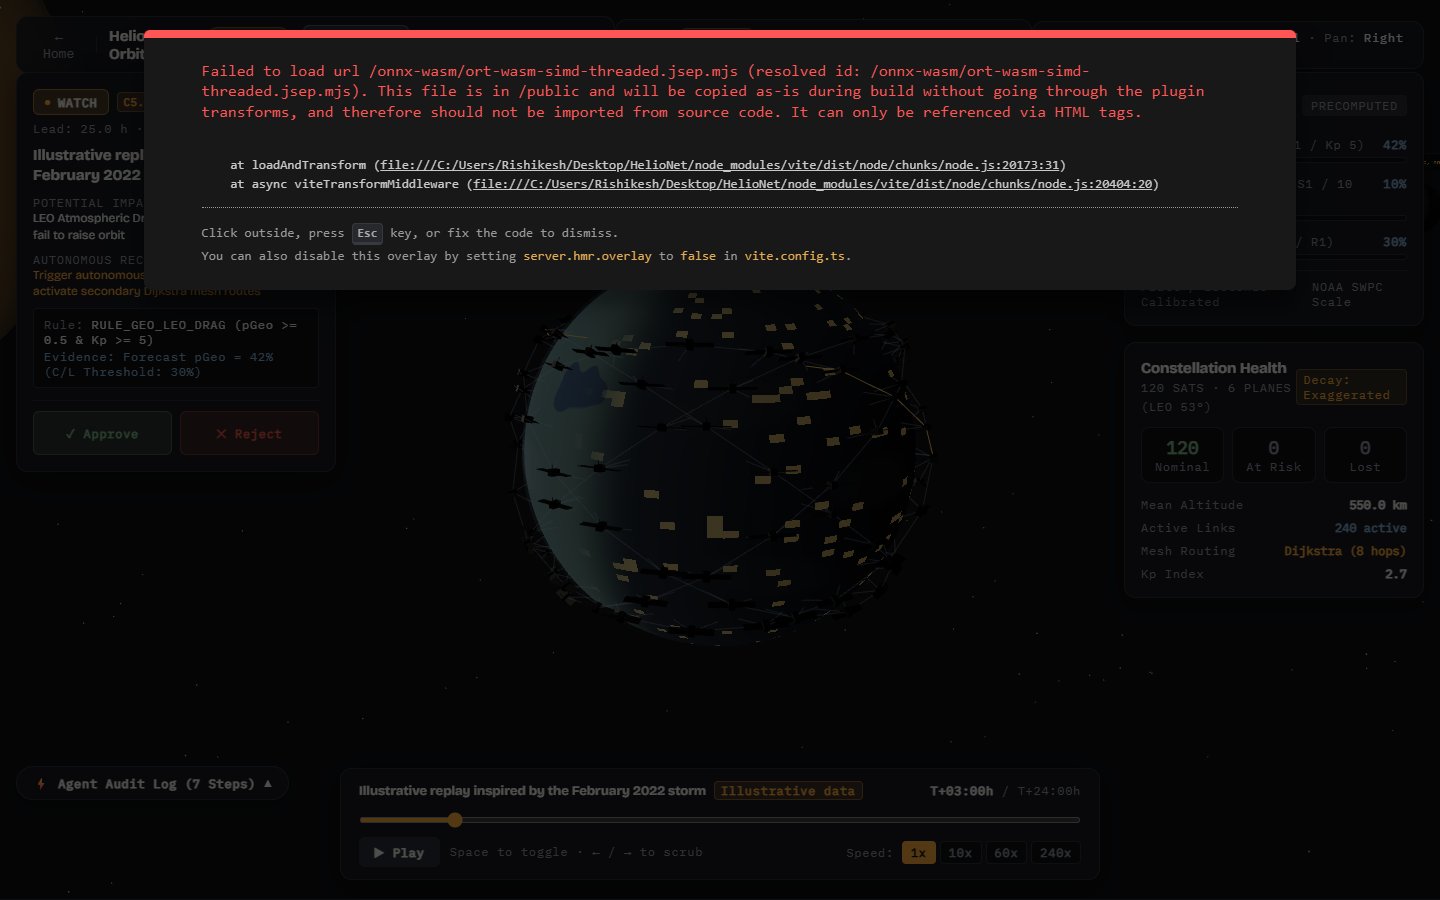 ←
Home
Helio
Orbit
· Pan: Right
Failed to load url /onnx-wasm/ort-wasm-simd-threaded.jsep.mjs (resolved id: /onnx-wasm/ort-wasm-simd-
threaded.jsep.mjs). This file is in /public and will be copied as-is during build without going through the plugin
transforms, and therefore should not be imported from source code. It can only be referenced via HTML tags.
at loadAndTransform (file:///C:/Users/Rishikesh/Desktop/HelioNet/node_modules/vite/dist/node/chunks/node.js:20173:31)
at async viteTransformMiddleware (file:///C:/Users/Rishikesh/Desktop/HelioNet/node_modules/vite/dist/node/chunks/node.js:20404:20)
Click outside, press Esc key, or fix the code to dismiss.
You can also disable this overlay by setting server.hmr.overlay to false in vite.config.ts.
• WATCH C5.
Lead: 25.0 h ·
Illustrative repl
February 2022
POTENTIAL IMPA
LEO Atmospheric Dr
fail to raise orbit
AUTONOMOUS REC
Trigger autonomous
activate secondary Dijkstra mesh routes
Rule: RULE_GEO_LEO_DRAG (pGeo >=
0.5 & Kp >= 5)
Evidence: Forecast pGeo = 42%
(C/L Threshold: 30%)
✓ Approve
✕ Reject
PRECOMPUTED
1 / Kp 5) 42%
S1 / 10 10%
/ R1) 30%
Calibrated
NOAA SWPC
Scale
Constellation Health
120 SATS · 6 PLANES
(LEO 53°)
Decay:
Exaggerated
120
Nominal
0
At Risk
0
Lost
Mean Altitude 550.0 km
Active Links 240 active
Mesh Routing Dijkstra (8 hops)
Kp Index 2.7
Agent Audit Log (7 Steps) ▲
Illustrative replay inspired by the February 2022 storm Illustrative data T+03:00h / T+24:00h
▶ Play Space to toggle · ← / → to scrub Speed: 1x 10x 60x 240x